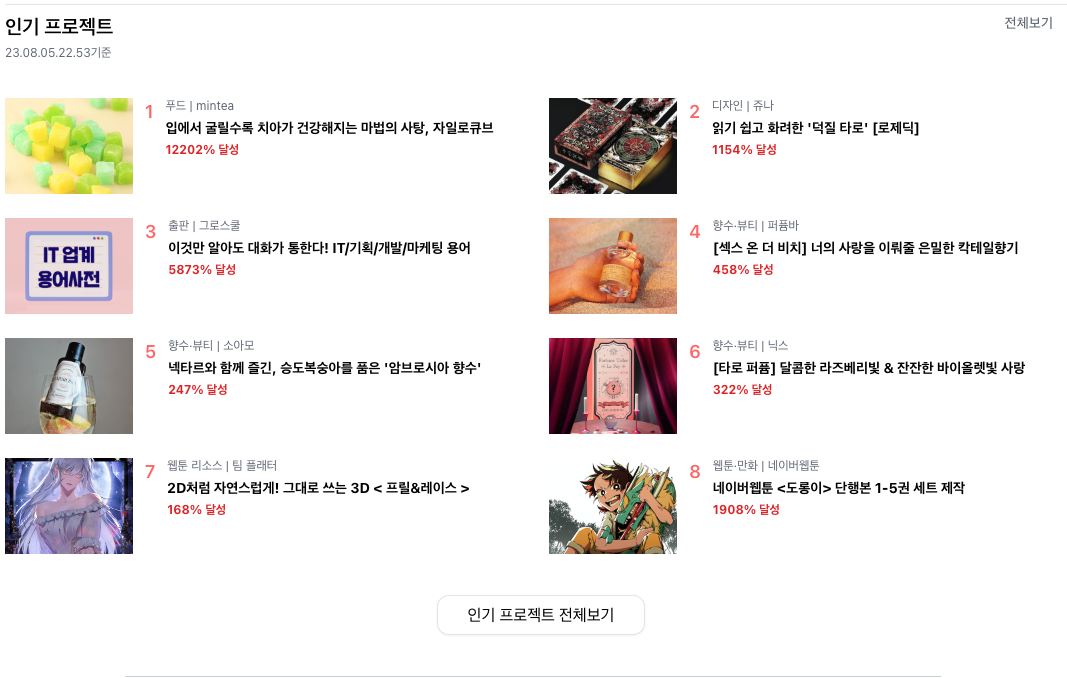 인기 프로젝트
전체보기
23.08.05.22.53기준
1
푸드 | mintea
입에서 굴릴수록 치아가 건강해지는 마법의 사탕, 자일로큐브
12202% 달성
2
디자인 | 쥬나
읽기 쉽고 화려한 '덕질 타로' [로제딕]
1154% 달성
IT 업계
용어사전
3
출판 | 그로스쿨
이것만 알아도 대화가 통한다! IT/기획/개발/마케팅 용어
5873% 달성
4
향수·뷰티 | 퍼퓸바
[섹스 온 더 비치] 너의 사랑을 이뤄줄 은밀한 칵테일향기
458% 달성
5
향수·뷰티 | 소아모
넥타르와 함께 즐긴, 승도복숭아를 품은 '암브로시아 향수'
247% 달성
Fortune Teller
?
6
향수·뷰티 | 닉스
[타로 퍼퓸] 달콤한 라즈베리빛 & 잔잔한 바이올렛빛 사랑
322% 달성
7
웹툰 리소스 | 팀 플래터
2D처럼 자연스럽게! 그대로 쓰는 3D < 프릴&레이스 >
168% 달성
8
웹툰·만화 | 네이버웹툰
네이버웹툰 <도롱이> 단행본 1-5권 세트 제작
1908% 달성
인기 프로젝트 전체보기